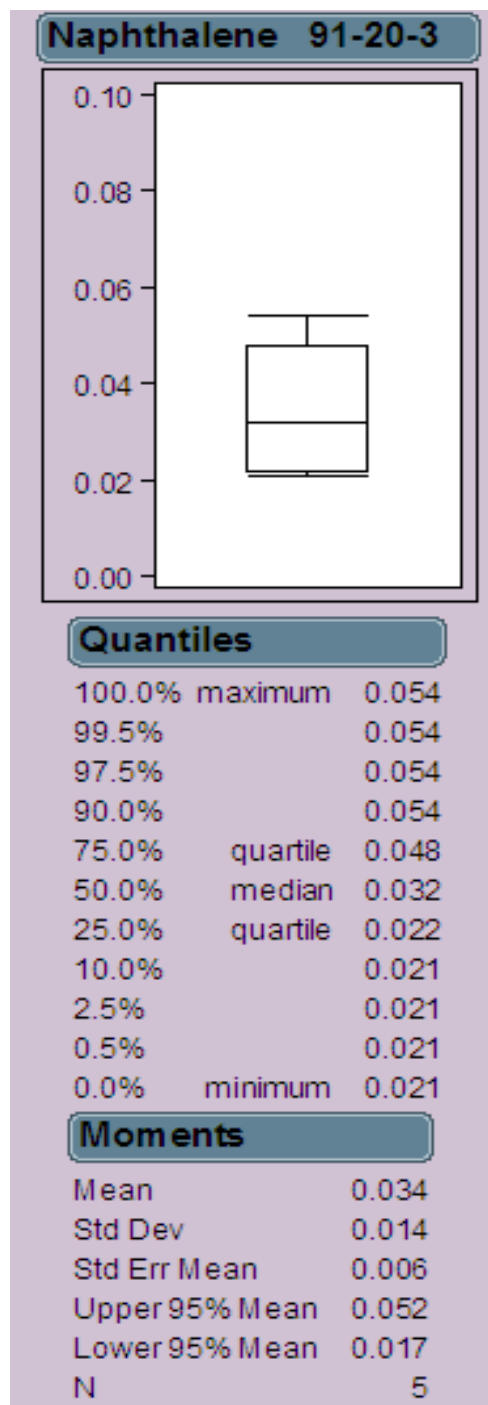 Naphthalene 91-20-3
0.10
0.08
0.06
0.04
0.02
0.00
Quantiles
100.0% maximum 0.054
99.5% 0.054
97.5% 0.054
90.0% 0.054
75.0% quartile 0.048
50.0% median 0.032
25.0% quartile 0.022
10.0% 0.021
2.5% 0.021
0.5% 0.021
0.0% minimum 0.021
Moments
Mean 0.034
Std Dev 0.014
Std Err Mean 0.006
Upper 95% Mean 0.052
Lower 95% Mean 0.017
N 5